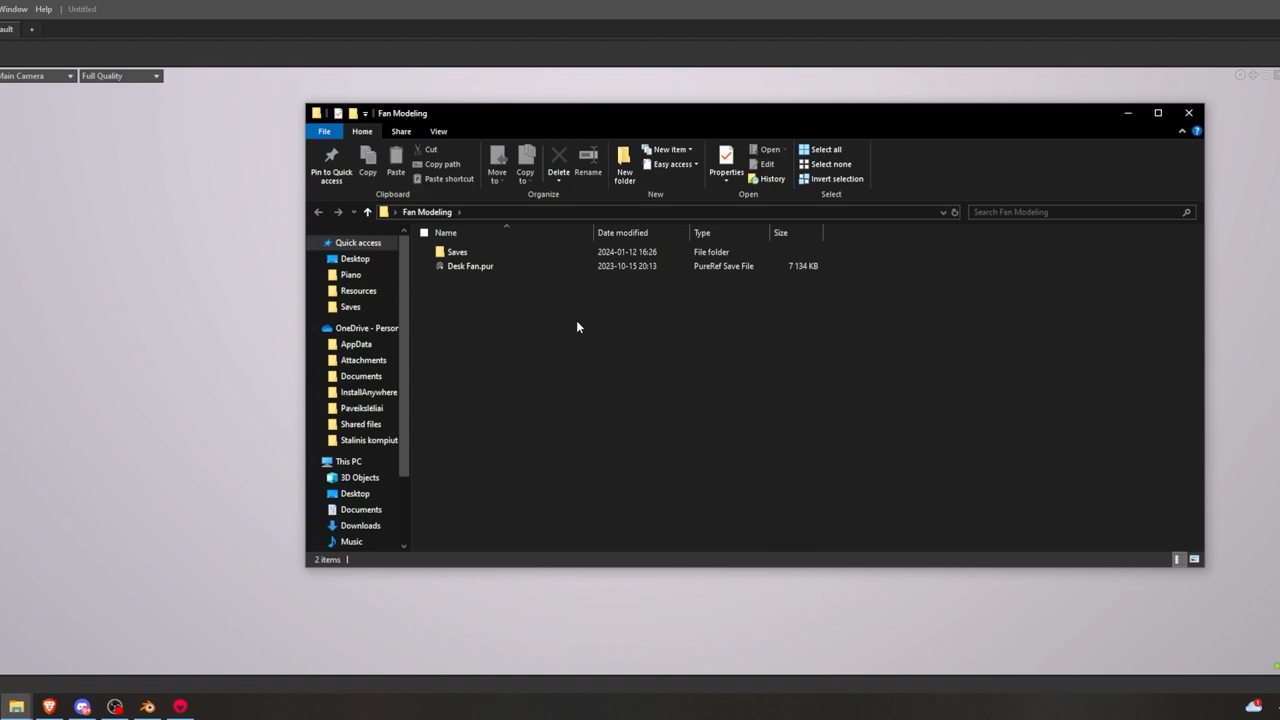 Window Help | Untitled
ault +
Main Camera Full Quality
Fan Modeling
File Home Share View
Pin to Quick access
Copy
Paste
Cut
Copy path
Paste shortcut
Clipboard
Move to
Copy to
Delete
Rename
Organize
New folder
New item
Easy access
New
Properties
Open
Edit
History
Open
Select all
Select none
Invert selection
Select
Fan Modeling
Search Fan Modeling
Name Date modified Type Size
Saves 2024-01-12 16:26 File folder
Desk Fan.pur 2023-10-15 20:13 PureRef Save File 7 134 KB
Quick access
Desktop
Piano
Resources
Saves
OneDrive - Person
AppData
Attachments
Documents
InstallAnywhere
Paveikslėliai
Shared files
Stalinis kompiut
This PC
3D Objects
Desktop
Documents
Downloads
Music
2 items